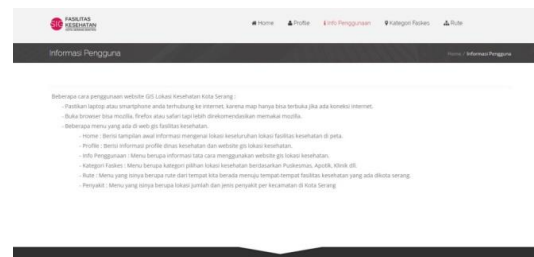 SIG FASILITAS
KESEHATAN
Home Profile Info Penggunaan Kategori Faskes Rute
Informasi Pengguna
Home / Informasi Pengguna
Beberapa cara penggunaan website GIS Lokasi Kesehatan Kota Serang :
- Pastikan laptop atau smartphone anda terhubung ke internet, karena map hanya bisa terbuka jika ada koneksi internet.
- Buka browser bisa mozilla, firefox atau safari tapi lebih direkomendasikan memakai mozilla.
- Beberapa menu yang ada di web gis fasilitas kesehatan.
- Home : Berisi tampilan awal informasi mengenai lokasi keseluruhan lokasi fasilitas kesehatan di peta.
- Profile : Berisi informasi profile dinas kesehatan dan website gis lokasi kesehatan.
- Info Penggunaan : Menu berupa informasi tata cara menggunakan website gis lokasi kesehatan.
- Kategori Faskes : Menu berupa kategori pilihan lokasi kesehatan berdasarkan Puskesmas, Apotik, Klinik dll.
- Rute : Menu yang isinya berupa rute dari tempat kita berada menuju tempat-tempat fasilitas kesehatan yang ada dikota serang.
- Penyakit : Menu yang isinya berupa lokasi jumlah dan jenis penyakit per kecamatan di Kota Serang